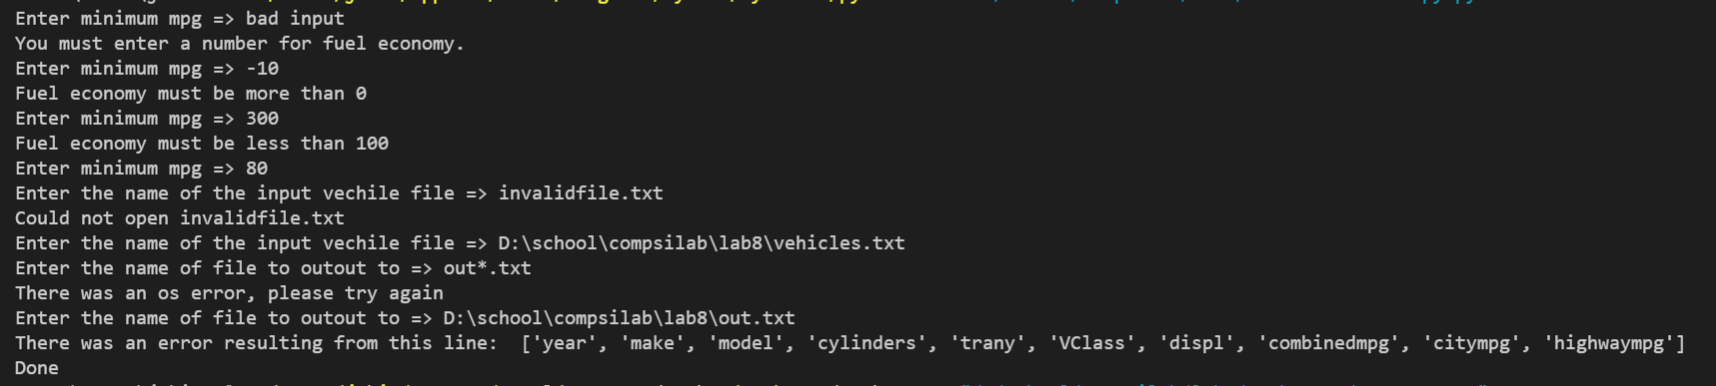 Enter minimum mpg => bad input
You must enter a number for fuel economy.
Enter minimum mpg => -10
Fuel economy must be more than 0
Enter minimum mpg => 300
Fuel economy must be less than 100
Enter minimum mpg => 80
Enter the name of the input vechile file => invalidfile.txt
Could not open invalidfile.txt
Enter the name of the input vechile file => D:\school\compsilab\lab8\vehicles.txt
Enter the name of file to outout to => out*.txt
There was an os error, please try again
Enter the name of file to outout to => D:\school\compsilab\lab8\out.txt
There was an error resulting from this line:  ['year', 'make', 'model', 'cylinders', 'trany', 'VClass', 'displ', 'combinedmpg', 'citympg', 'highwaympg']
Done